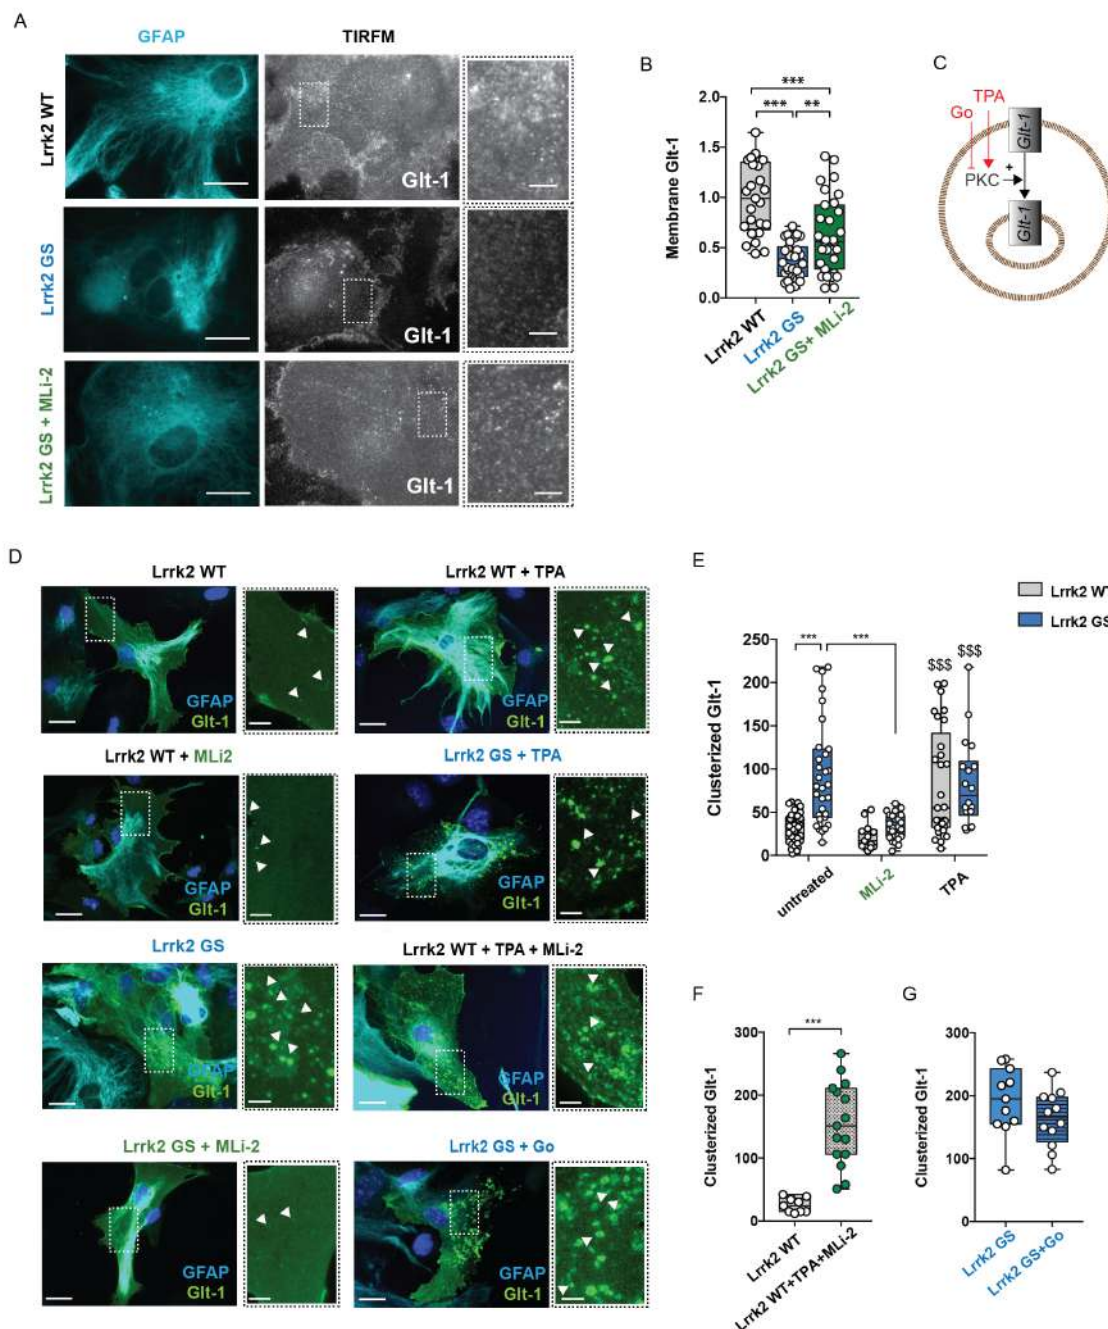 A
GFAP
TIRFM
Lrrk2 WT
Glt-1
Lrrk2 GS
Glt-1
Lrrk2 GS + MLi-2
Glt-1
B
Membrane Glt-1
2.0
1.5
1.0
0.5
0.0
***
*** **
Lrrk2 WT
Lrrk2 GS
Lrrk2 GS+ MLi-2
C
TPA
Go
Glt-1
+
PKC
Glt-1
D
Lrrk2 WT
GFAP
Glt-1
Lrrk2 WT + TPA
GFAP
Glt-1
Lrrk2 WT + MLi2
GFAP
Glt-1
Lrrk2 GS + TPA
GFAP
Glt-1
Lrrk2 GS
GFAP
Glt-1
Lrrk2 WT + TPA + MLi-2
GFAP
Glt-1
Lrrk2 GS + MLi-2
GFAP
Glt-1
Lrrk2 GS + Go
GFAP
Glt-1
E
Lrrk2 WT
Lrrk2 GS
Clusterized Glt-1
250
200
150
100
50
0
*** ***
$$$ $$$
untreated
MLi-2
TPA
F
Clusterized Glt-1
300
200
100
0
***
Lrrk2 WT
Lrrk2 WT+TPA+MLi-2
G
Clusterized Glt-1
300
200
100
0
Lrrk2 GS
Lrrk2 GS+Go